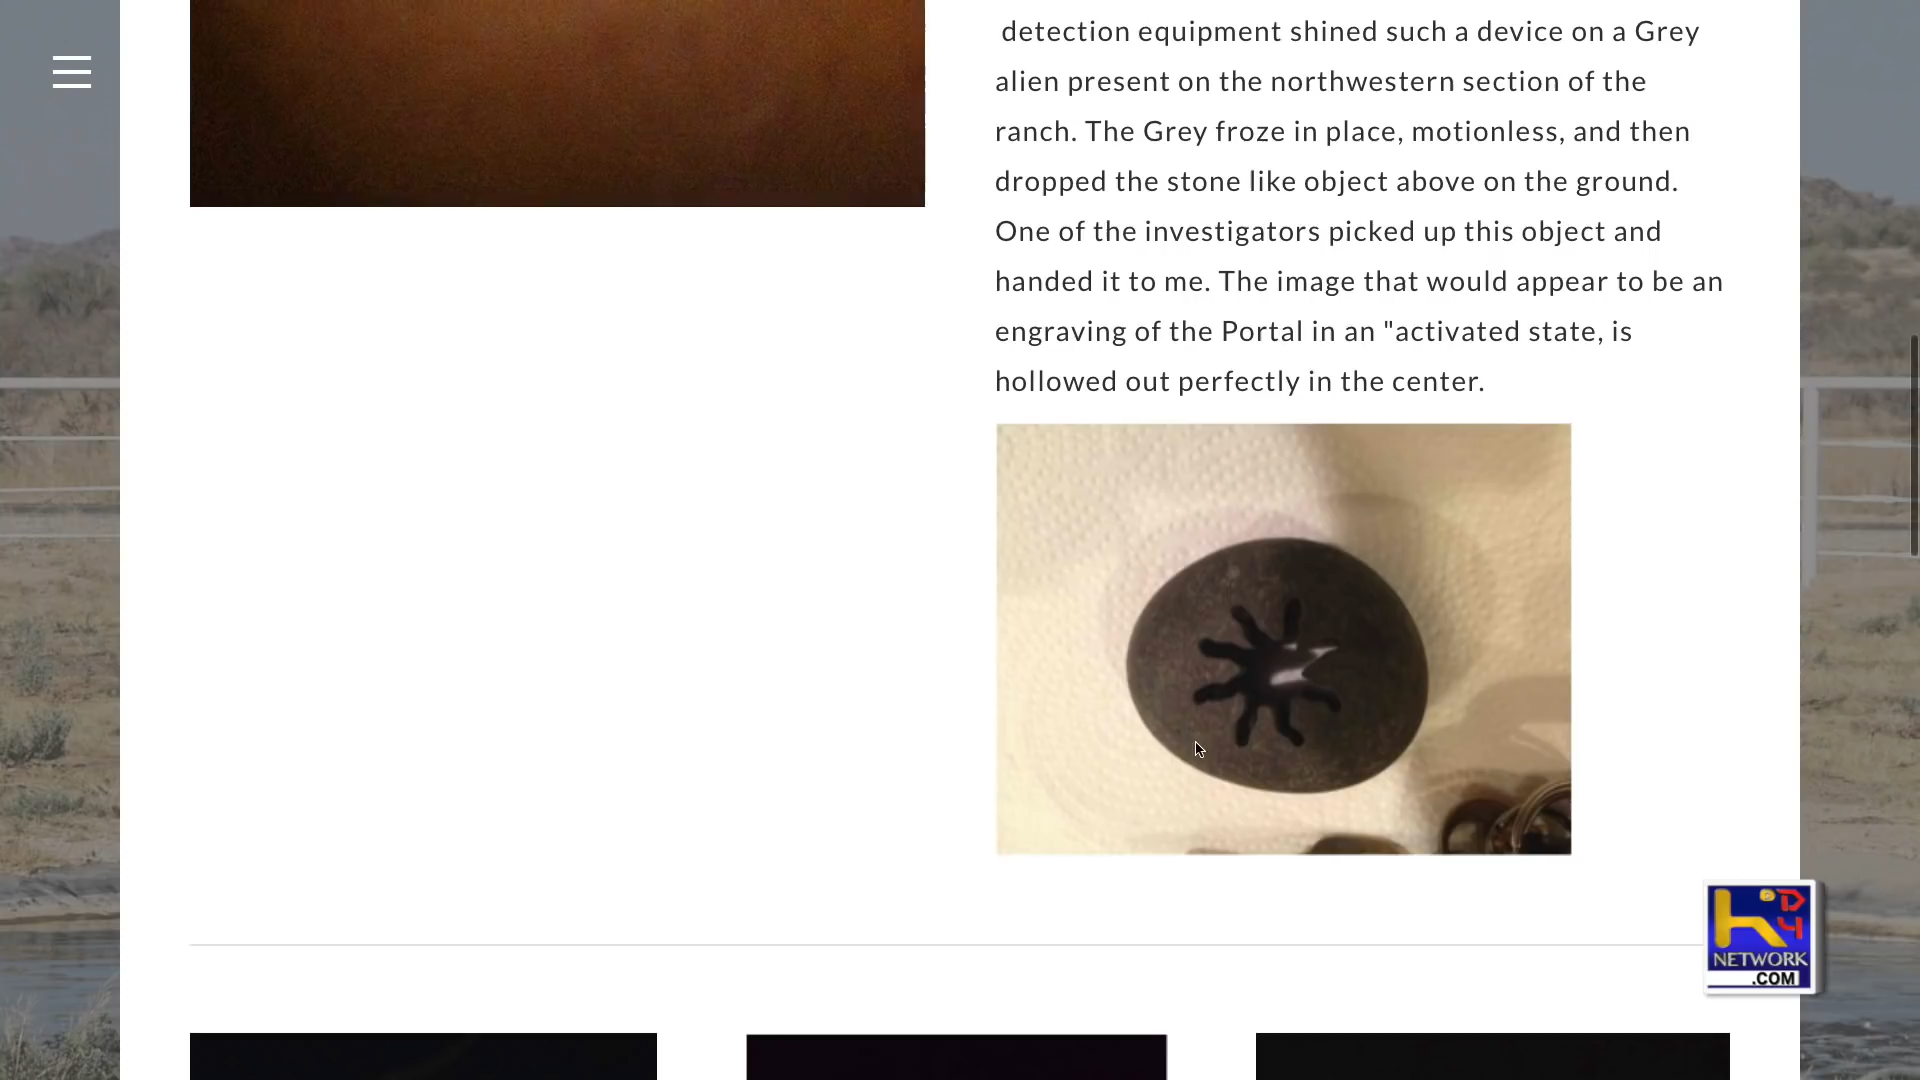 detection equipment shined such a device on a Grey
alien present on the northwestern section of the
ranch. The Grey froze in place, motionless, and then
dropped the stone like object above on the ground.
One of the investigators picked up this object and
handed it to me. The image that would appear to be an
engraving of the Portal in an "activated state, is
hollowed out perfectly in the center.
K D4
NETWORK
.COM